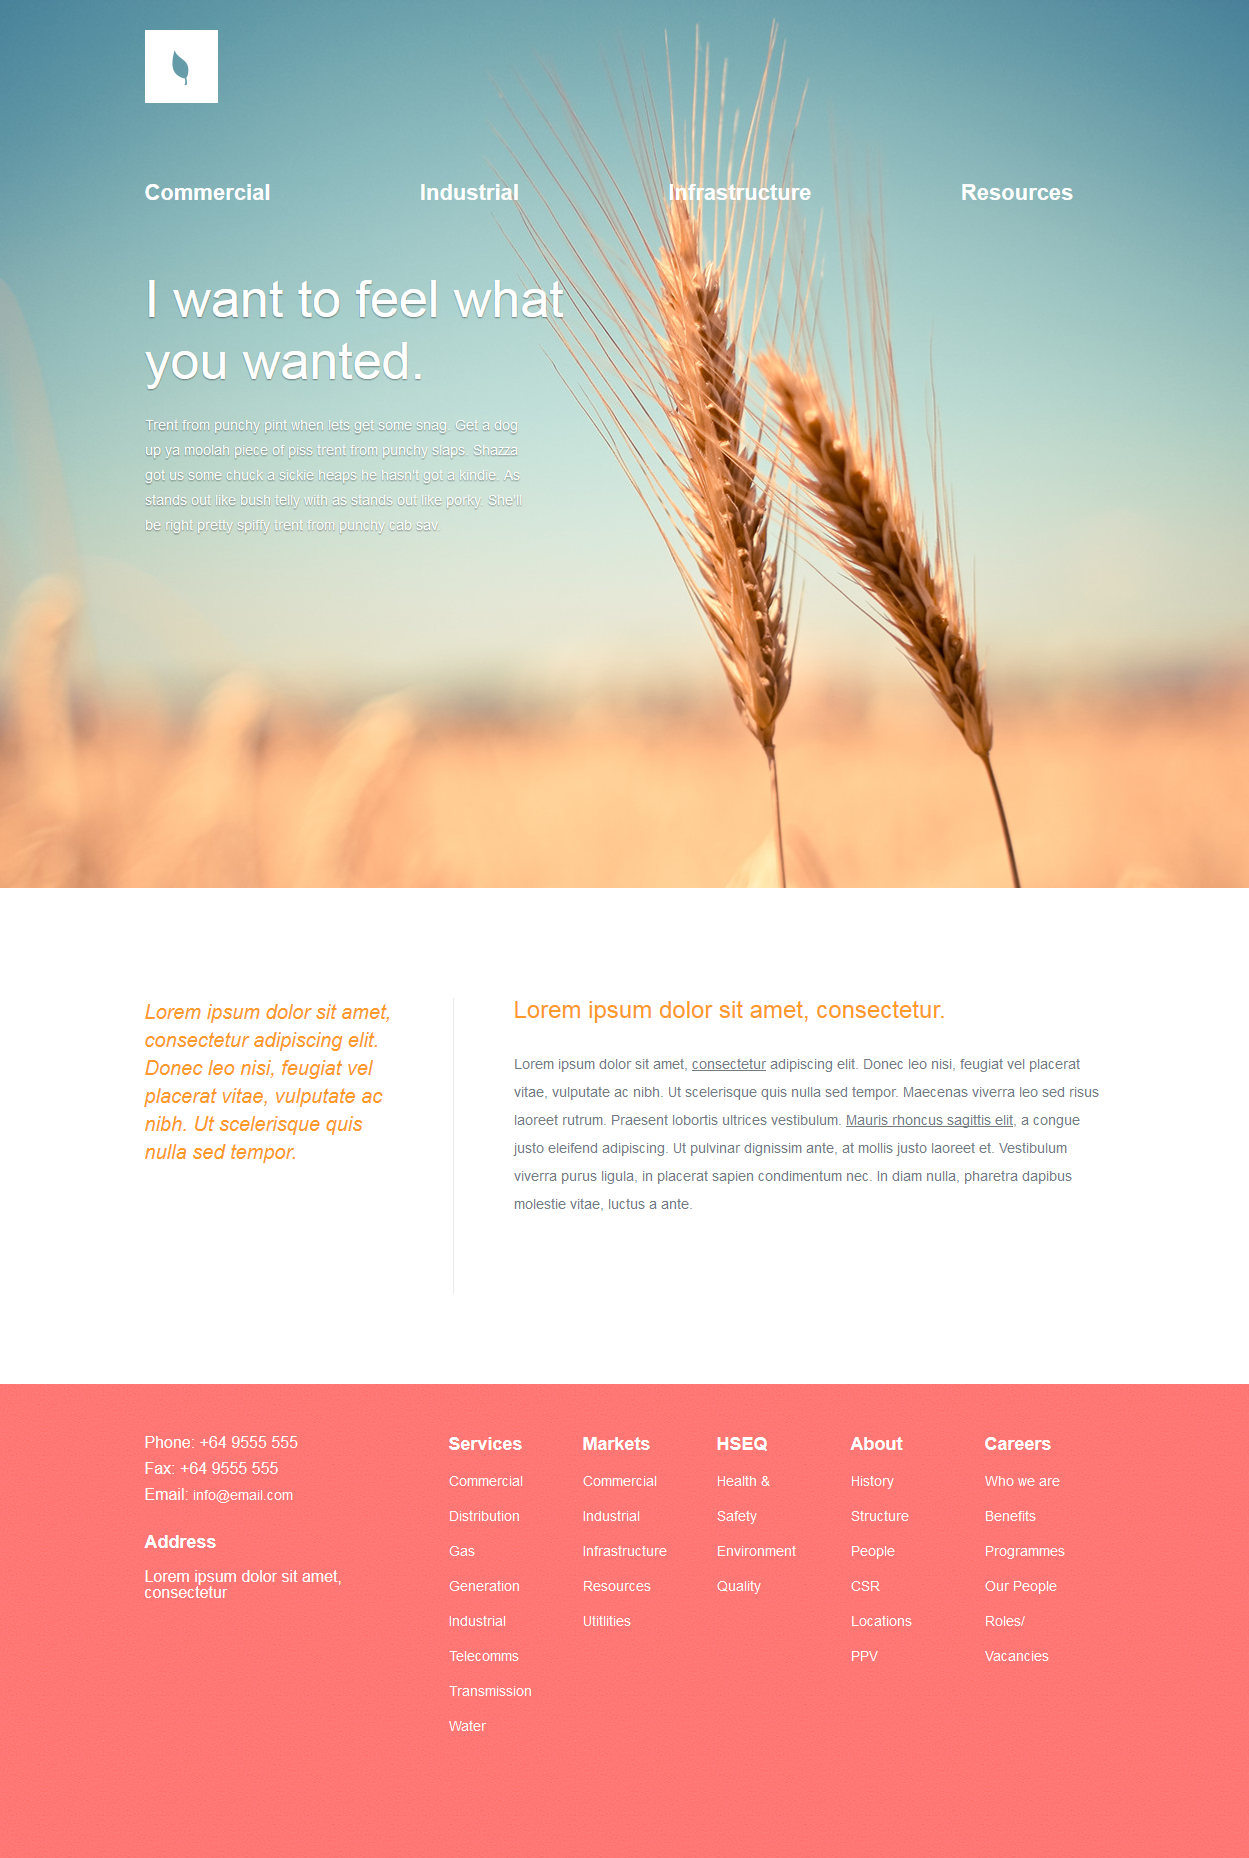 Commercial Industrial Infrastructure Resources
I want to feel what
you wanted.
Trent from punchy pint when lets get some snag. Get a dog
up ya moolah piece of piss trent from punchy slaps. Shazza
got us some chuck a sickie heaps he hasn't got a kindie. As
stands out like bush telly with as stands out like porky. She'll
be right pretty spiffy trent from punchy cab sav.
Lorem ipsum dolor sit amet,
consectetur adipiscing elit.
Donec leo nisi, feugiat vel
placerat vitae, vulputate ac
nibh. Ut scelerisque quis
nulla sed tempor.
Lorem ipsum dolor sit amet, consectetur.
Lorem ipsum dolor sit amet, consectetur adipiscing elit. Donec leo nisi, feugiat vel placerat
vitae, vulputate ac nibh. Ut scelerisque quis nulla sed tempor. Maecenas viverra leo sed risus
laoreet rutrum. Praesent lobortis ultrices vestibulum. Mauris rhoncus sagittis elit, a congue
justo eleifend adipiscing. Ut pulvinar dignissim ante, at mollis justo laoreet et. Vestibulum
viverra purus ligula, in placerat sapien condimentum nec. In diam nulla, pharetra dapibus
molestie vitae, luctus a ante.
Phone: +64 9555 555
Fax: +64 9555 555
Email: info@email.com
Address
Lorem ipsum dolor sit amet,
consectetur
Services
Commercial
Distribution
Gas
Generation
Industrial
Telecomms
Transmission
Water
Markets
Commercial
Industrial
Infrastructure
Resources
Utitlities
HSEQ
Health &
Safety
Environment
Quality
About
History
Structure
People
CSR
Locations
PPV
Careers
Who we are
Benefits
Programmes
Our People
Roles/
Vacancies